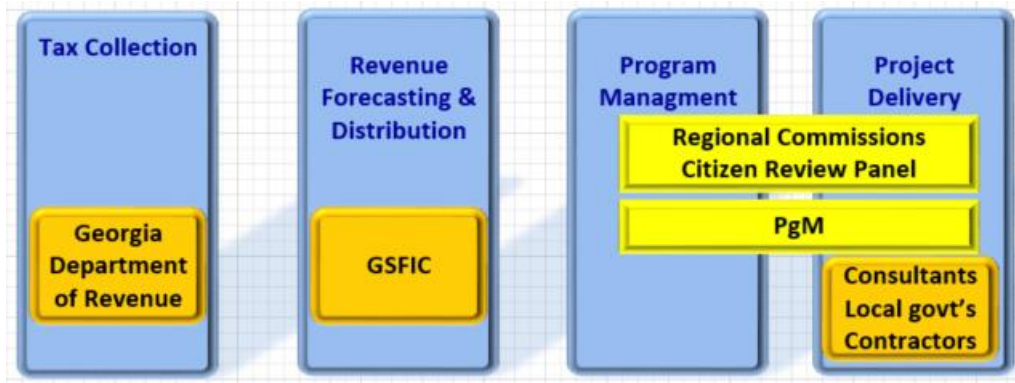 Tax Collection
Georgia
Department
of Revenue
Revenue
Forecasting &
Distribution
GSFIC
Program
Managment
Project
Delivery
Regional Commissions
Citizen Review Panel
PgM
Consultants
Local govt's
Contractors